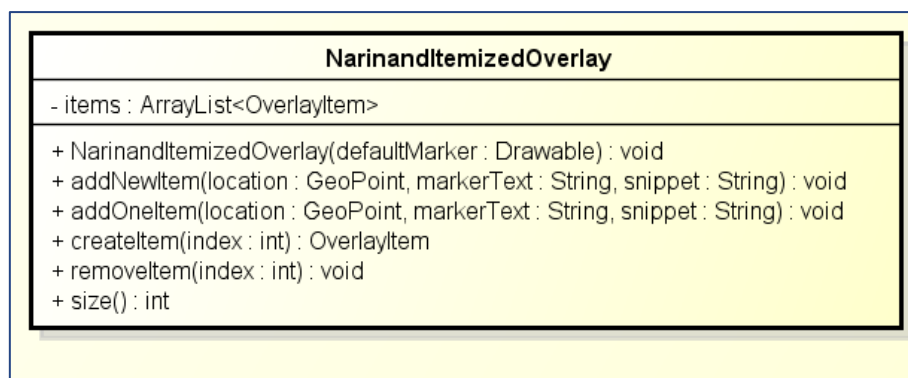 NarinandItemizedOverlay
- items : ArrayList<OverlayItem>
+ NarinandItemizedOverlay(defaultMarker : Drawable) : void
+ addNewItem(location : GeoPoint, markerText : String, snippet : String) : void
+ addOneItem(location : GeoPoint, markerText : String, snippet : String) : void
+ createItem(index : int) : OverlayItem
+ removeItem(index : int) : void
+ size() : int